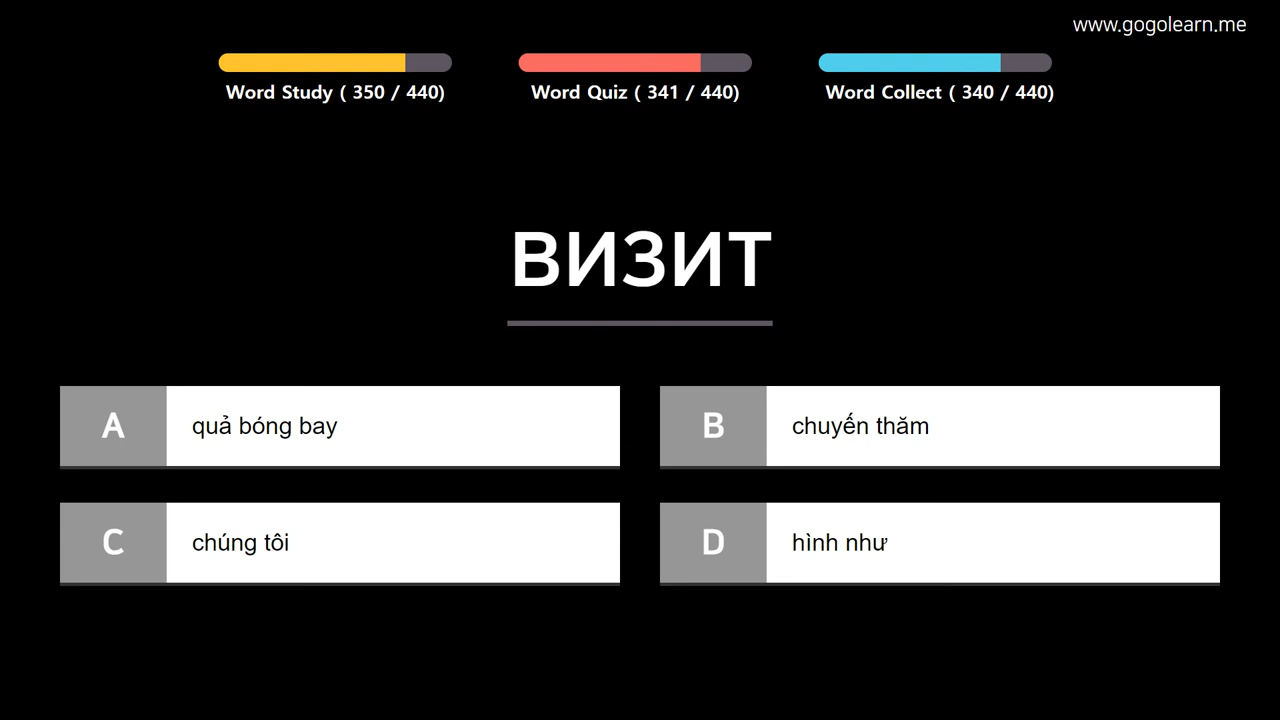 www.gogolearn.me
Word Study ( 350 / 440)
Word Quiz ( 341 / 440)
Word Collect ( 340 / 440)
визит
A quả bóng bay
B chuyến thăm
C chúng tôi
D hình như